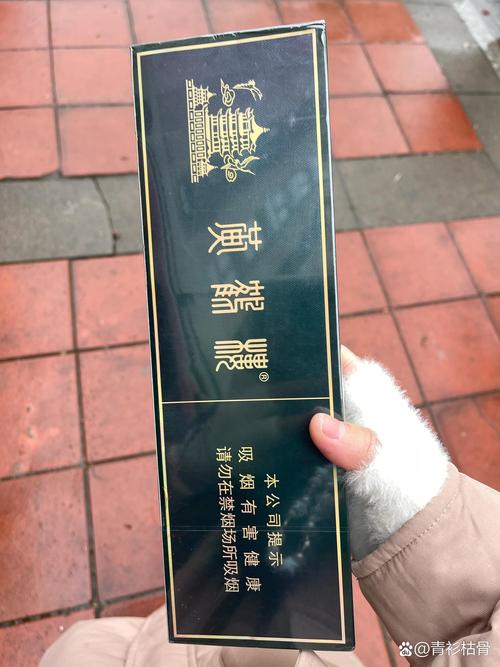 黄鹤楼®
本公司提示
吸烟有害健康
请勿在禁烟场所吸烟
青衫枯骨